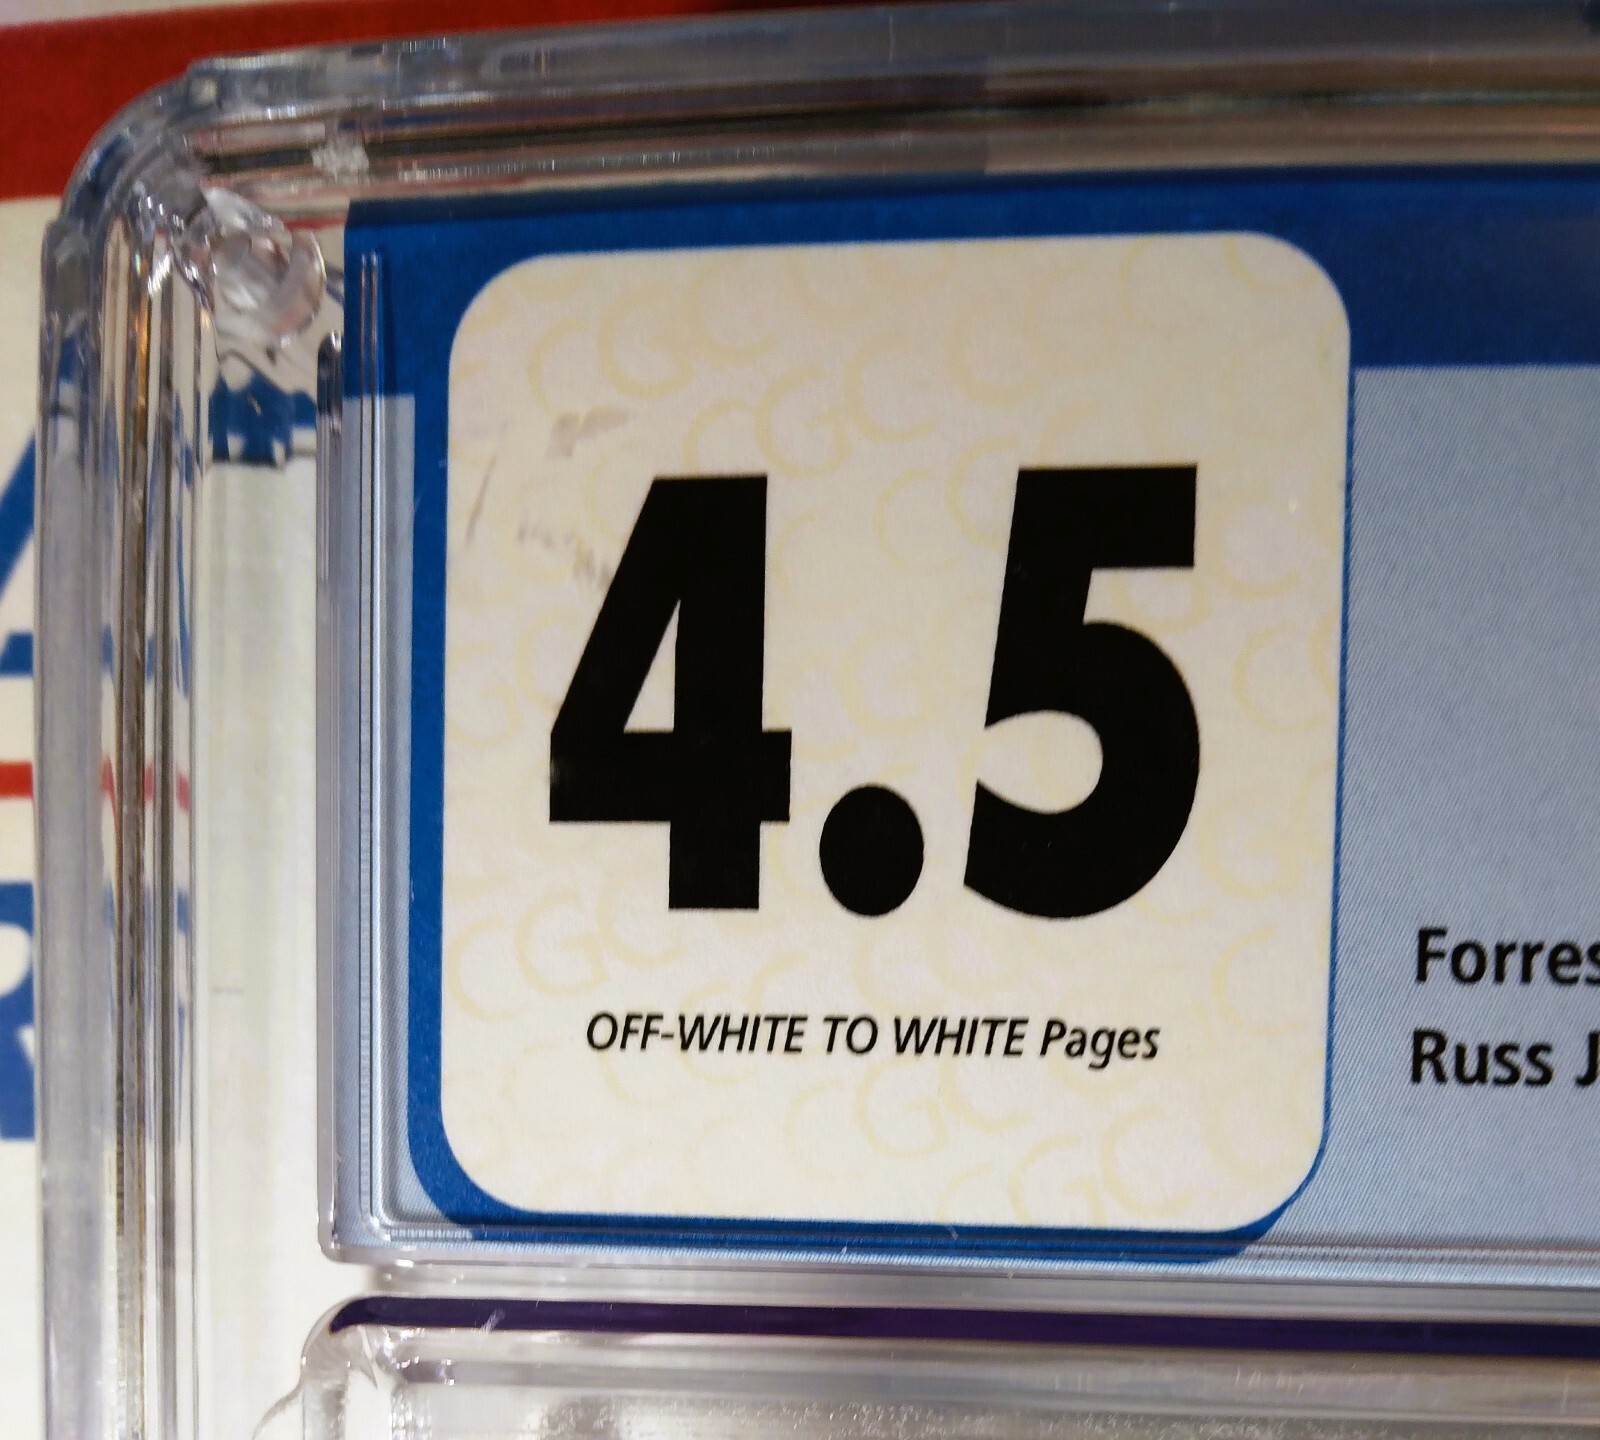 4.5
OFF-WHITE TO WHITE Pages
Forres
Russ J